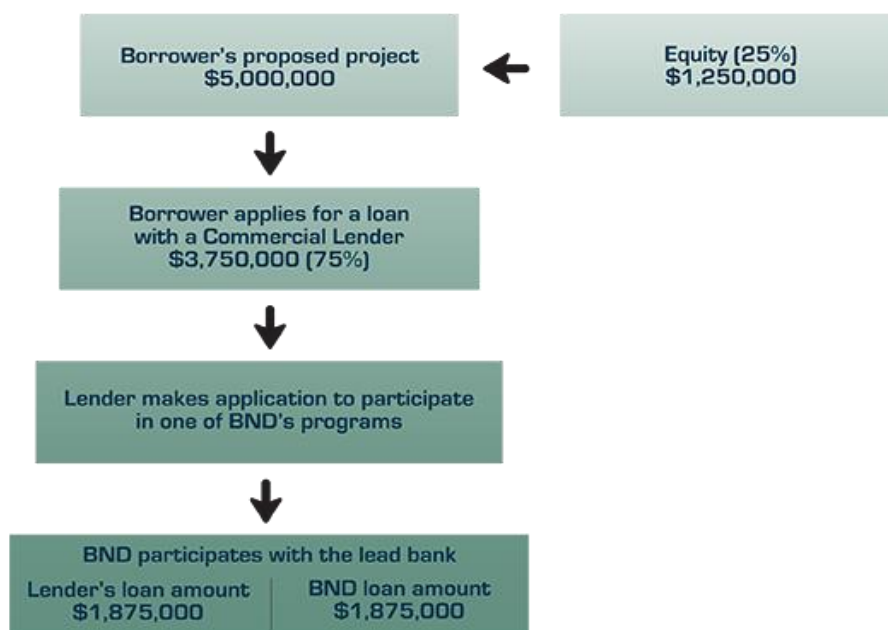 Borrower's proposed project
$5,000,000
Equity (25%)
$1,250,000
Borrower applies for a loan
with a Commercial Lender
$3,750,000 (75%)
Lender makes application to participate
in one of BND's programs
BND participates with the lead bank
Lender's loan amount
$1,875,000
BND loan amount
$1,875,000